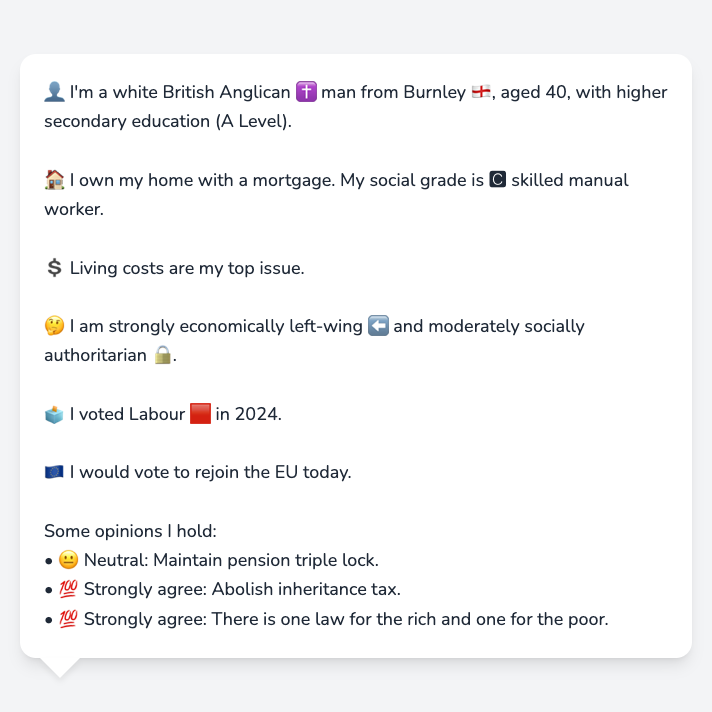 👤 I'm a white British Anglican ✝️ man from Burnley 🏴󠁧󠁢󠁥󠁮󠁧󠁿, aged 40, with higher
secondary education (A Level).
🏠 I own my home with a mortgage. My social grade is 🅲 skilled manual
worker.
💲 Living costs are my top issue.
🤔 I am strongly economically left-wing ⬅️ and moderately socially
authoritarian 🔒.
🗳️ I voted Labour 🟥 in 2024.
🇪🇺 I would vote to rejoin the EU today.
Some opinions I hold:
• 😐 Neutral: Maintain pension triple lock.
• 💯 Strongly agree: Abolish inheritance tax.
• 💯 Strongly agree: There is one law for the rich and one for the poor.